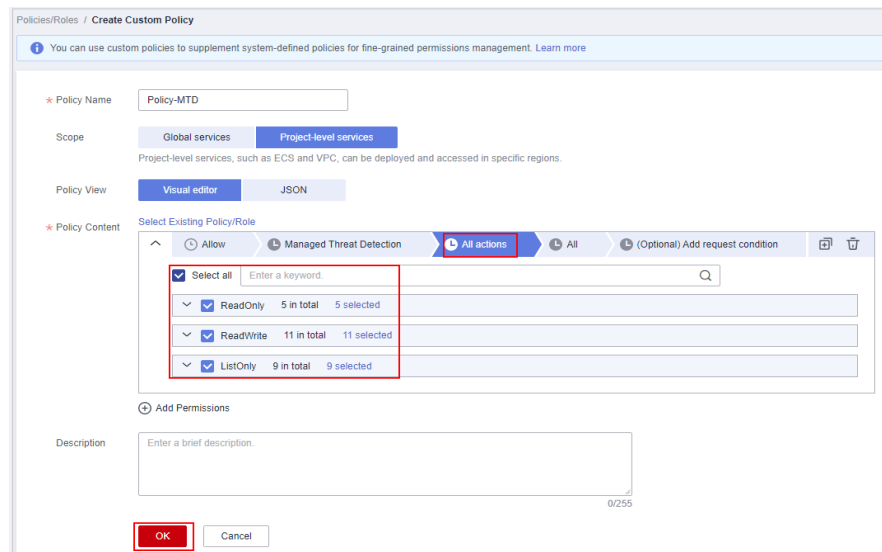 Policies/Roles / Create Custom Policy
You can use custom policies to supplement system-defined policies for fine-grained permissions management. Learn more
* Policy Name Policy-MTD
Scope Global services Project-level services
Project-level services, such as ECS and VPC, can be deployed and accessed in specific regions.
Policy View Visual editor JSON
* Policy Content Select Existing Policy/Role
Allow Managed Threat Detection All actions All (Optional) Add request condition
Select all Enter a keyword.
ReadOnly 5 in total 5 selected
ReadWrite 11 in total 11 selected
ListOnly 9 in total 9 selected
Add Permissions
Description Enter a brief description.
0/255
OK Cancel